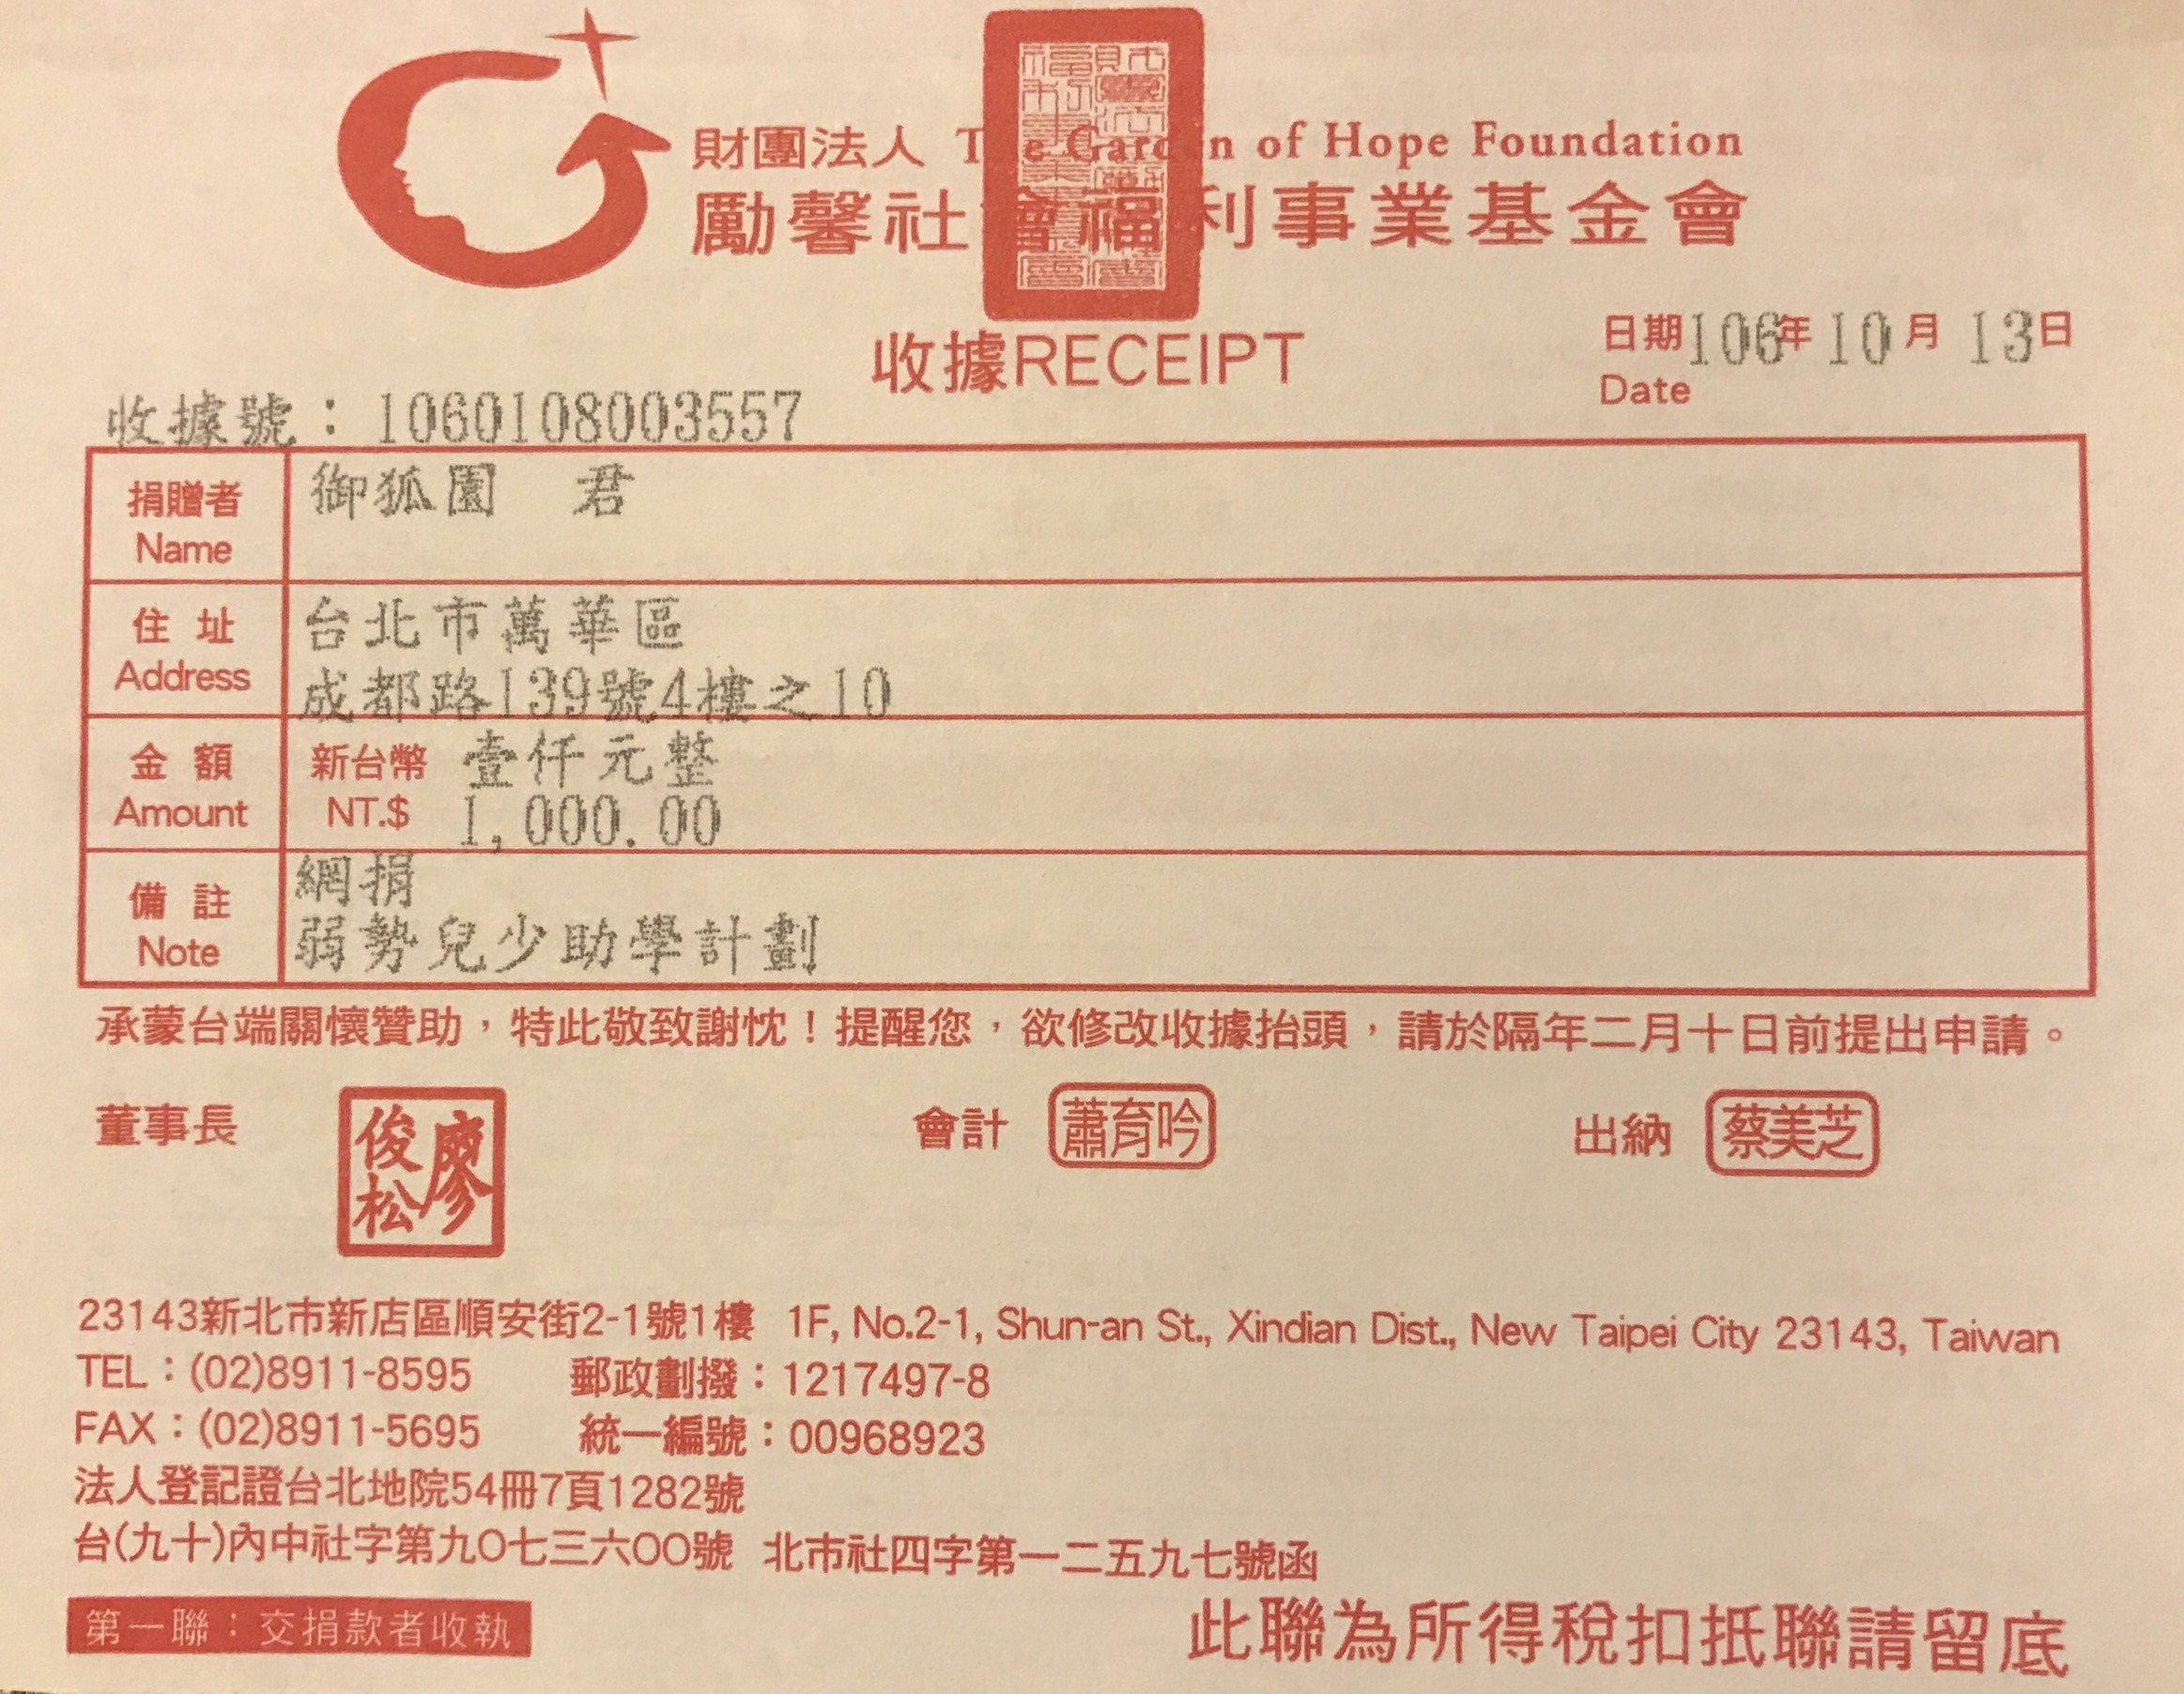 財團法人 The Garden of Hope Foundation
勵馨社會福利事業基金會
收據RECEIPT
日期106年10月13日
Date
收據號：1060108003557
捐贈者 御狐園 君
Name
住址 台北市萬華區
Address 成都路139號4樓之10
金額 新台幣 壹仟元整
Amount NT.$ 1,000.00
備註 網捐
Note 弱勢兒少助學計劃
承蒙台端關懷贊助，特此敬致謝忱！提醒您，欲修改收據抬頭，請於隔年二月十日前提出申請。
董事長 廖俊松 會計 蕭育吟 出納 蔡美芝
23143新北市新店區順安街2-1號1樓 1F, No.2-1, Shun-an St., Xindian Dist., New Taipei City 23143, Taiwan
TEL：(02)8911-8595 郵政劃撥：1217497-8
FAX：(02)8911-5695 統一編號：00968923
法人登記證台北地院54冊7頁1282號
台(九十)內中社字第九〇七三六〇〇號 北市社四字第一二五九七號函
第一聯：交捐款者收執
此聯為所得稅扣抵聯請留底